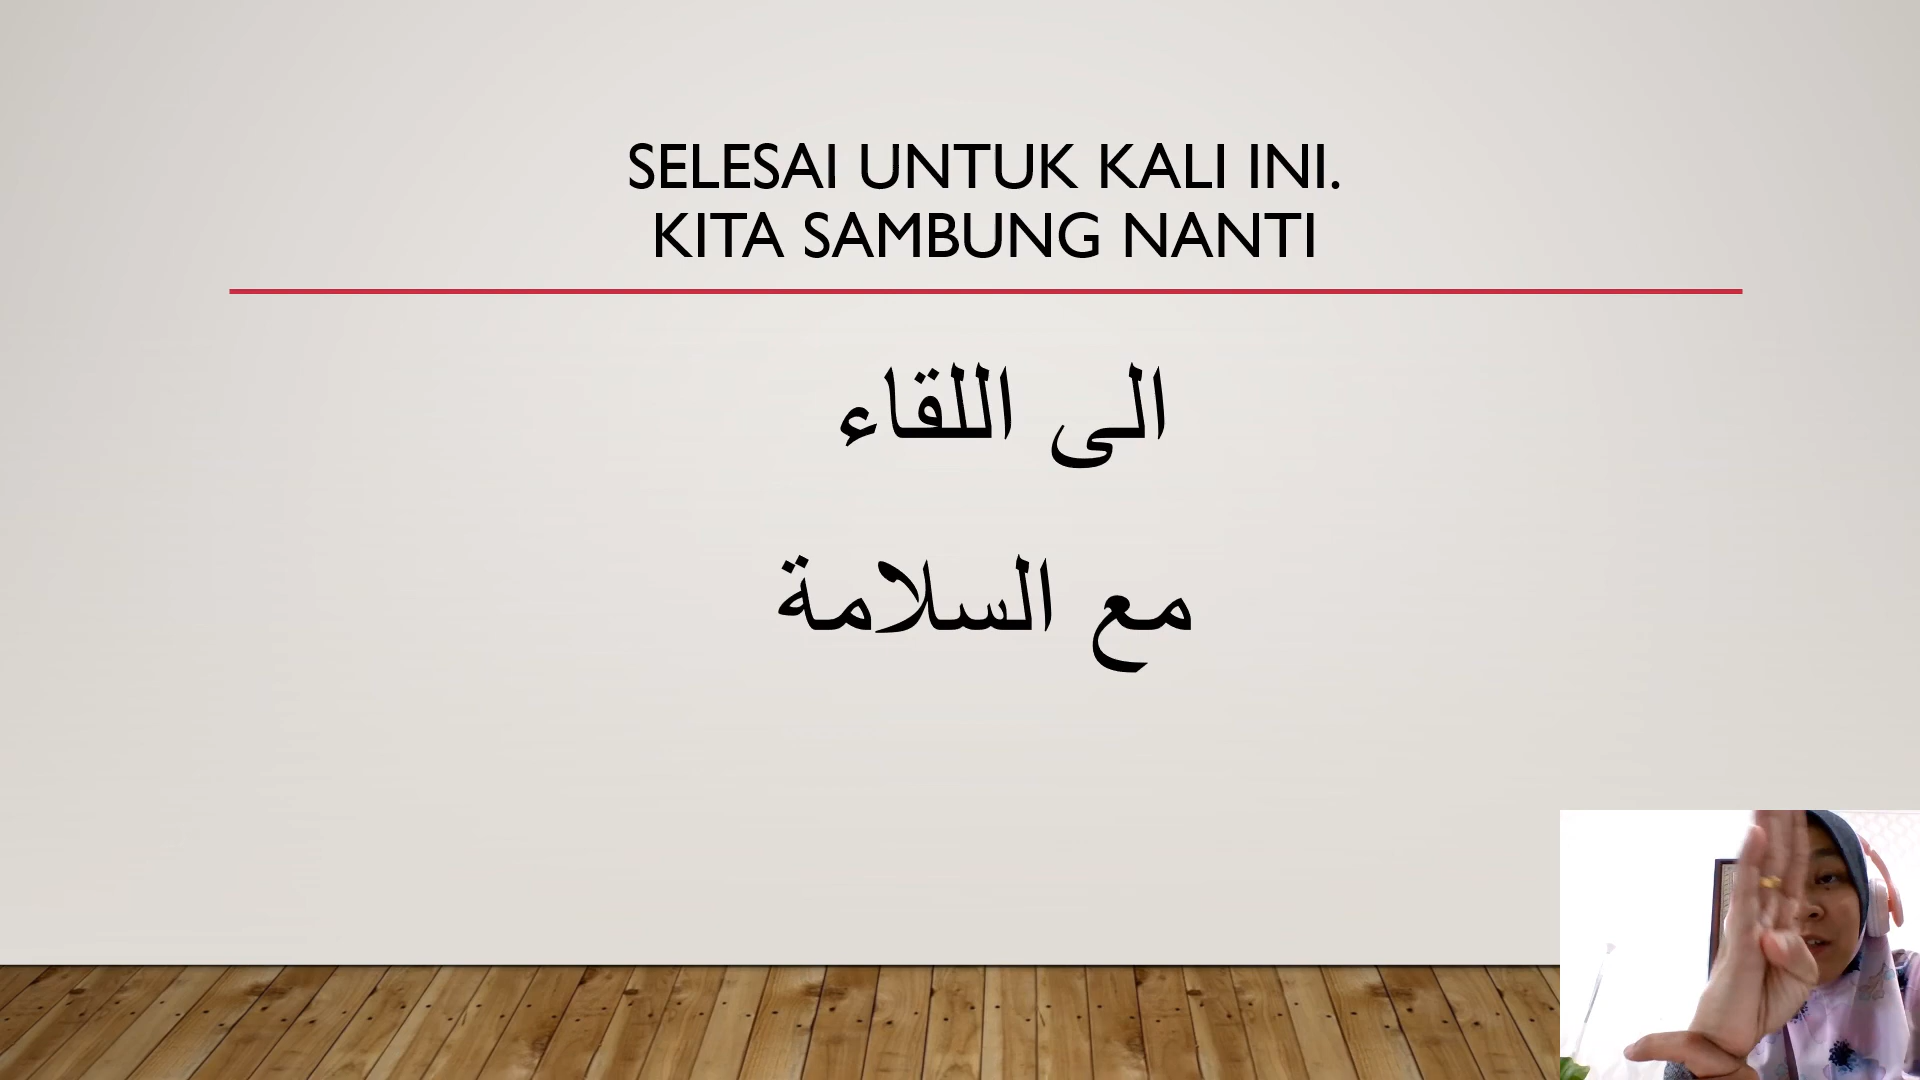 SELESAI UNTUK KALI INI.
KITA SAMBUNG NANTI
الى اللقاء
مع السلامة